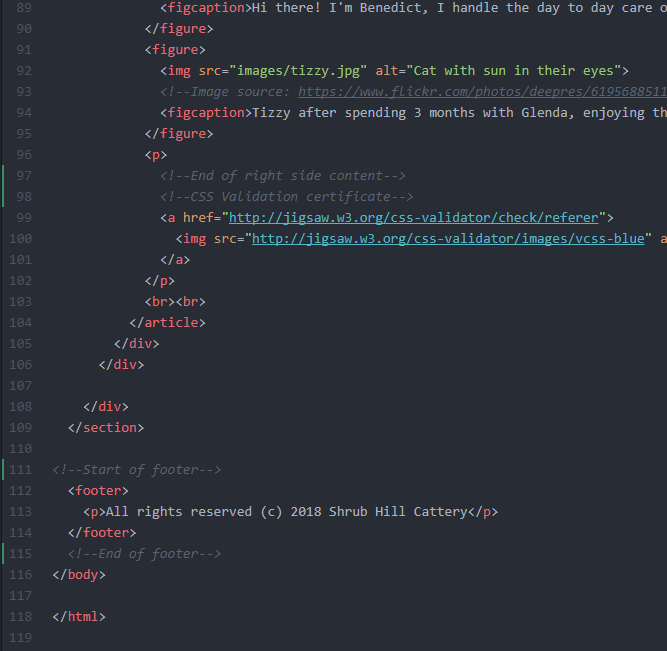 89 <figcaption>Hi there! I'm Benedict, I handle the day to day care o
90 </figure>
91 <figure>
92 <img src="images/tizzy.jpg" alt="Cat with sun in their eyes">
93 <!--Image source: https://www.flickr.com/photos/deepres/6195688511
94 <figcaption>Tizzy after spending 3 months with Glenda, enjoying th
95 </figure>
96 <p>
97 <!--End of right side content-->
98 <!--CSS Validation certificate-->
99 <a href="http://jigsaw.w3.org/css-validator/check/referer">
100 <img src="http://jigsaw.w3.org/css-validator/images/vcss-blue" a
101 </a>
102 </p>
103 <br><br>
104 </article>
105 </div>
106 </div>
107
108 </div>
109 </section>
110
111 <!--Start of footer-->
112 <footer>
113 <p>All rights reserved (c) 2018 Shrub Hill Cattery</p>
114 </footer>
115 <!--End of footer-->
116 </body>
117
118 </html>
119